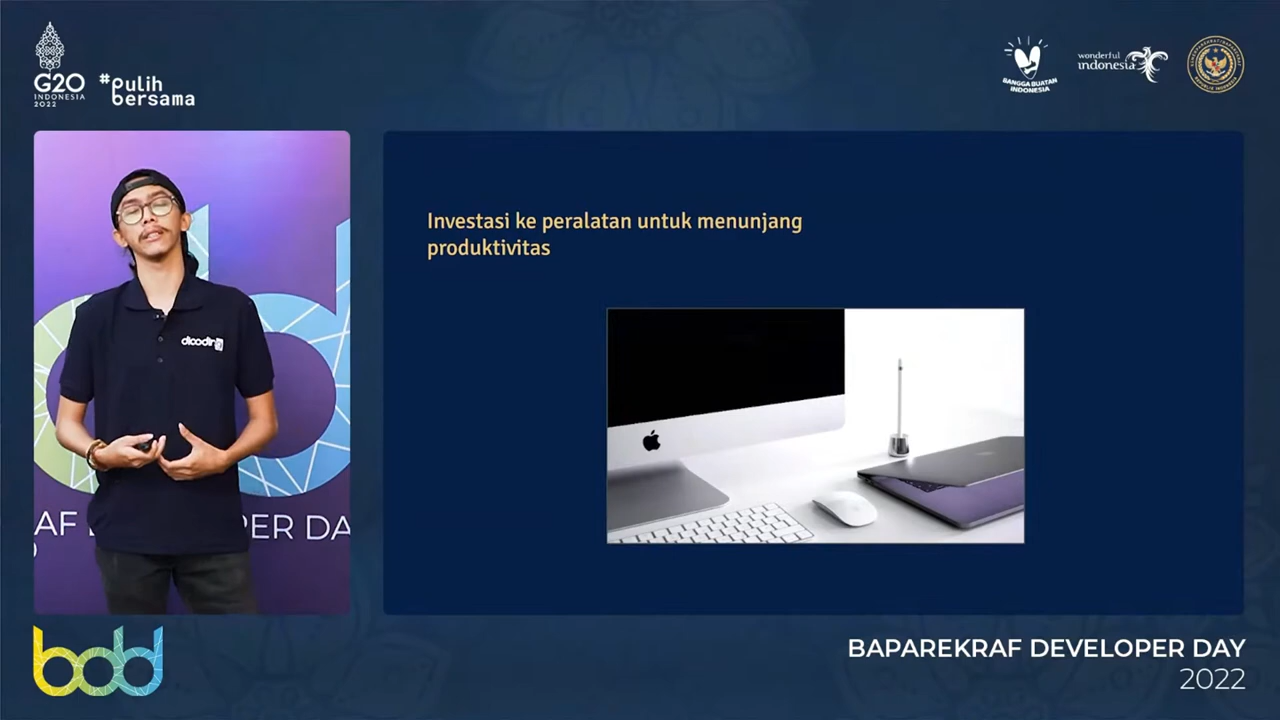 G20
INDONESIA
2022
#pulih
bersama
BANGGA BUATAN
INDONESIA
wonderful
indonesia
Investasi ke peralatan untuk menunjang
produktivitas
dicoding
AF
PER DA
bdd
BAPAREKRAF DEVELOPER DAY
2022